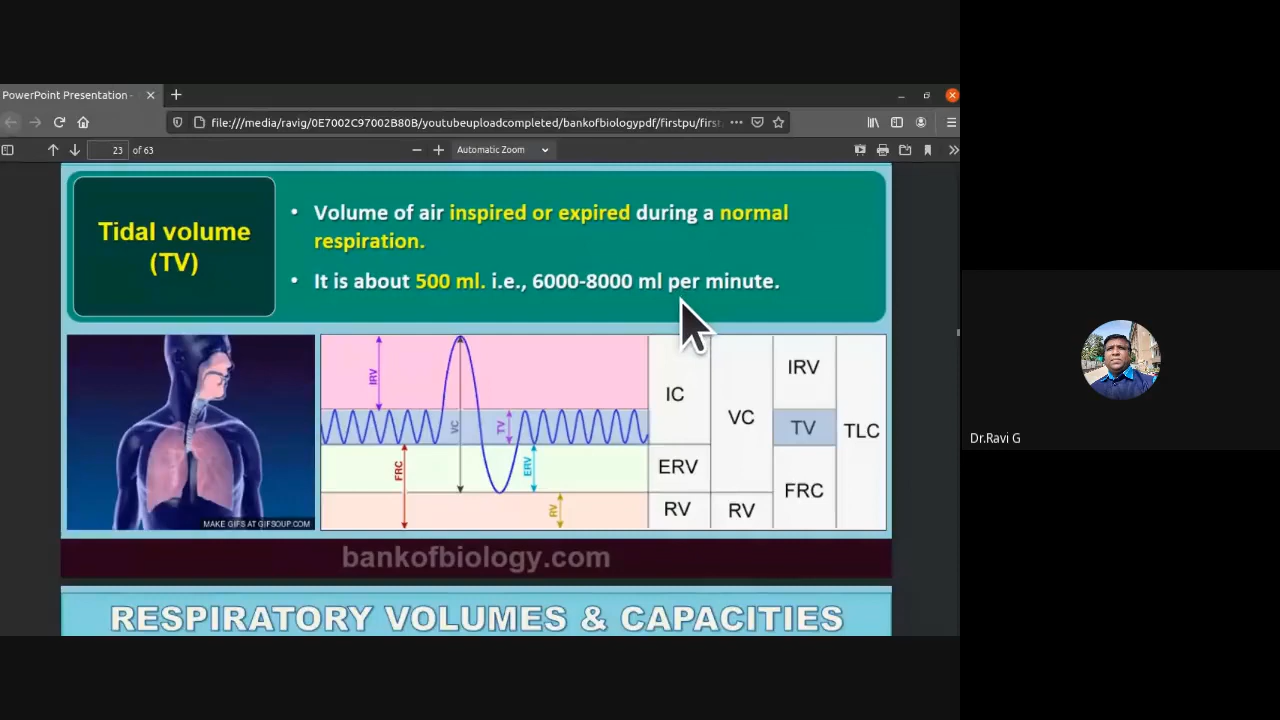 PowerPoint Presentation -
file:///media/ravig/0E7002C97002B80B/youtubeuploadcompleted/bankofbiologypdf/firstpu/first
23 of 63
Automatic Zoom
Tidal volume
(TV)
• Volume of air inspired or expired during a normal
respiration.
• It is about 500 ml. i.e., 6000-8000 ml per minute.
MAKE GIFS AT GIFSOUP.COM
IRV
VC
TV
FRC
ERV
RV
IC
ERV
RV
VC
RV
IRV
TV
FRC
TLC
bankofbiology.com
RESPIRATORY VOLUMES & CAPACITIES
Dr.Ravi G